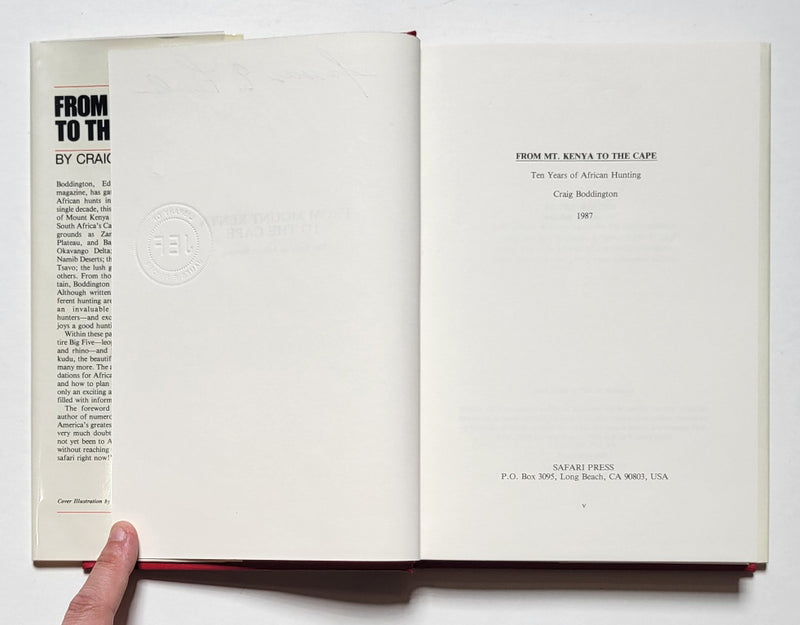 FROM
TO TH
BY CRAIG
Boddington, Ed
magazine, has ga
African hunts in
single decade, this
of Mount Kenya
South Africa's Ca
grounds as Zam
Plateau, and Ba
Okavango Delta;
Namib Deserts; th
Tsavo; the lush g
others. From tho
tain, Boddington
Although written
ferent hunting are
an invaluable
hunters—and exc
joys a good hunti
Within these pa
tire Big Five—leop
and rhino—and
kudu, the beautif
many more. The a
dations for Africa
and how to plan
only an exciting a
filled with inform
The foreword
author of numero
America's greates
very much doubt
not yet been to A
without reaching
safari right now!"
Cover Illustration by
JEF
FROM MT. KENYA TO THE CAPE
Ten Years of African Hunting
Craig Boddington
1987
SAFARI PRESS
P.O. Box 3095, Long Beach, CA 90803, USA
v